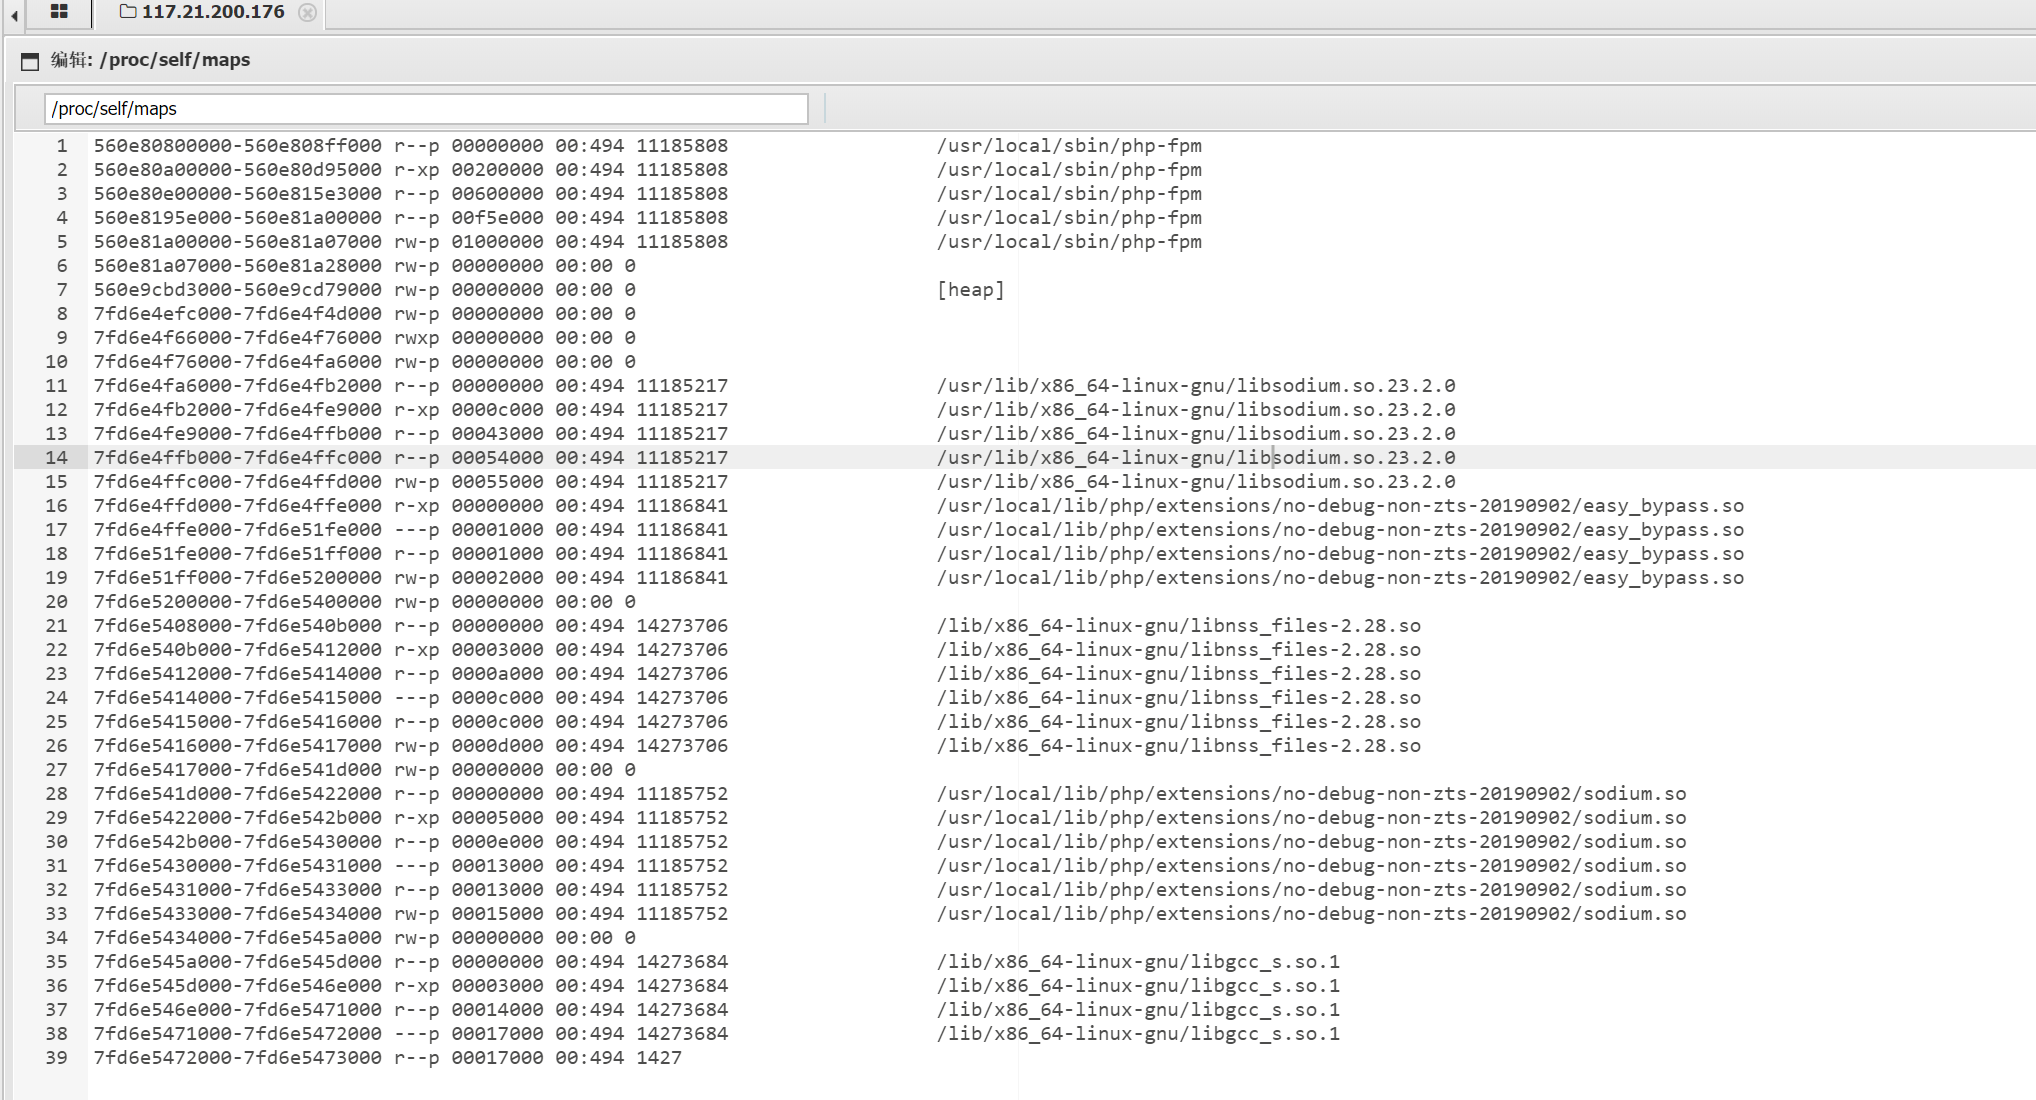 117.21.200.176
编辑: /proc/self/maps
/proc/self/maps
1 560e80800000-560e808ff000 r--p 00000000 00:494 11185808 /usr/local/sbin/php-fpm
2 560e80a00000-560e80d95000 r-xp 00200000 00:494 11185808 /usr/local/sbin/php-fpm
3 560e80e00000-560e815e3000 r--p 00600000 00:494 11185808 /usr/local/sbin/php-fpm
4 560e8195e000-560e81a00000 r--p 00f5e000 00:494 11185808 /usr/local/sbin/php-fpm
5 560e81a00000-560e81a07000 rw-p 01000000 00:494 11185808 /usr/local/sbin/php-fpm
6 560e81a07000-560e81a28000 rw-p 00000000 00:00 0
7 560e9cbd3000-560e9cd79000 rw-p 00000000 00:00 0 [heap]
8 7fd6e4efc000-7fd6e4f4d000 rw-p 00000000 00:00 0
9 7fd6e4f66000-7fd6e4f76000 rwxp 00000000 00:00 0
10 7fd6e4f76000-7fd6e4fa6000 rw-p 00000000 00:00 0
11 7fd6e4fa6000-7fd6e4fb2000 r--p 00000000 00:494 11185217 /usr/lib/x86_64-linux-gnu/libsodium.so.23.2.0
12 7fd6e4fb2000-7fd6e4fe9000 r-xp 0000c000 00:494 11185217 /usr/lib/x86_64-linux-gnu/libsodium.so.23.2.0
13 7fd6e4fe9000-7fd6e4ffb000 r--p 00043000 00:494 11185217 /usr/lib/x86_64-linux-gnu/libsodium.so.23.2.0
14 7fd6e4ffb000-7fd6e4ffc000 r--p 00054000 00:494 11185217 /usr/lib/x86_64-linux-gnu/libsodium.so.23.2.0
15 7fd6e4ffc000-7fd6e4ffd000 rw-p 00055000 00:494 11185217 /usr/lib/x86_64-linux-gnu/libsodium.so.23.2.0
16 7fd6e4ffd000-7fd6e4ffe000 r-xp 00000000 00:494 11186841 /usr/local/lib/php/extensions/no-debug-non-zts-20190902/easy_bypass.so
17 7fd6e4ffe000-7fd6e51fe000 ---p 00001000 00:494 11186841 /usr/local/lib/php/extensions/no-debug-non-zts-20190902/easy_bypass.so
18 7fd6e51fe000-7fd6e51ff000 r--p 00001000 00:494 11186841 /usr/local/lib/php/extensions/no-debug-non-zts-20190902/easy_bypass.so
19 7fd6e51ff000-7fd6e5200000 rw-p 00002000 00:494 11186841 /usr/local/lib/php/extensions/no-debug-non-zts-20190902/easy_bypass.so
20 7fd6e5200000-7fd6e5400000 rw-p 00000000 00:00 0
21 7fd6e5408000-7fd6e540b000 r--p 00000000 00:494 14273706 /lib/x86_64-linux-gnu/libnss_files-2.28.so
22 7fd6e540b000-7fd6e5412000 r-xp 00003000 00:494 14273706 /lib/x86_64-linux-gnu/libnss_files-2.28.so
23 7fd6e5412000-7fd6e5414000 r--p 0000a000 00:494 14273706 /lib/x86_64-linux-gnu/libnss_files-2.28.so
24 7fd6e5414000-7fd6e5415000 ---p 0000c000 00:494 14273706 /lib/x86_64-linux-gnu/libnss_files-2.28.so
25 7fd6e5415000-7fd6e5416000 r--p 0000c000 00:494 14273706 /lib/x86_64-linux-gnu/libnss_files-2.28.so
26 7fd6e5416000-7fd6e5417000 rw-p 0000d000 00:494 14273706 /lib/x86_64-linux-gnu/libnss_files-2.28.so
27 7fd6e5417000-7fd6e541d000 rw-p 00000000 00:00 0
28 7fd6e541d000-7fd6e5422000 r--p 00000000 00:494 11185752 /usr/local/lib/php/extensions/no-debug-non-zts-20190902/sodium.so
29 7fd6e5422000-7fd6e542b000 r-xp 00005000 00:494 11185752 /usr/local/lib/php/extensions/no-debug-non-zts-20190902/sodium.so
30 7fd6e542b000-7fd6e5430000 r--p 0000e000 00:494 11185752 /usr/local/lib/php/extensions/no-debug-non-zts-20190902/sodium.so
31 7fd6e5430000-7fd6e5431000 ---p 00013000 00:494 11185752 /usr/local/lib/php/extensions/no-debug-non-zts-20190902/sodium.so
32 7fd6e5431000-7fd6e5433000 r--p 00013000 00:494 11185752 /usr/local/lib/php/extensions/no-debug-non-zts-20190902/sodium.so
33 7fd6e5433000-7fd6e5434000 rw-p 00015000 00:494 11185752 /usr/local/lib/php/extensions/no-debug-non-zts-20190902/sodium.so
34 7fd6e5434000-7fd6e545a000 rw-p 00000000 00:00 0
35 7fd6e545a000-7fd6e545d000 r--p 00000000 00:494 14273684 /lib/x86_64-linux-gnu/libgcc_s.so.1
36 7fd6e545d000-7fd6e546e000 r-xp 00003000 00:494 14273684 /lib/x86_64-linux-gnu/libgcc_s.so.1
37 7fd6e546e000-7fd6e5471000 r--p 00014000 00:494 14273684 /lib/x86_64-linux-gnu/libgcc_s.so.1
38 7fd6e5471000-7fd6e5472000 ---p 00017000 00:494 14273684 /lib/x86_64-linux-gnu/libgcc_s.so.1
39 7fd6e5472000-7fd6e5473000 r--p 00017000 00:494 1427